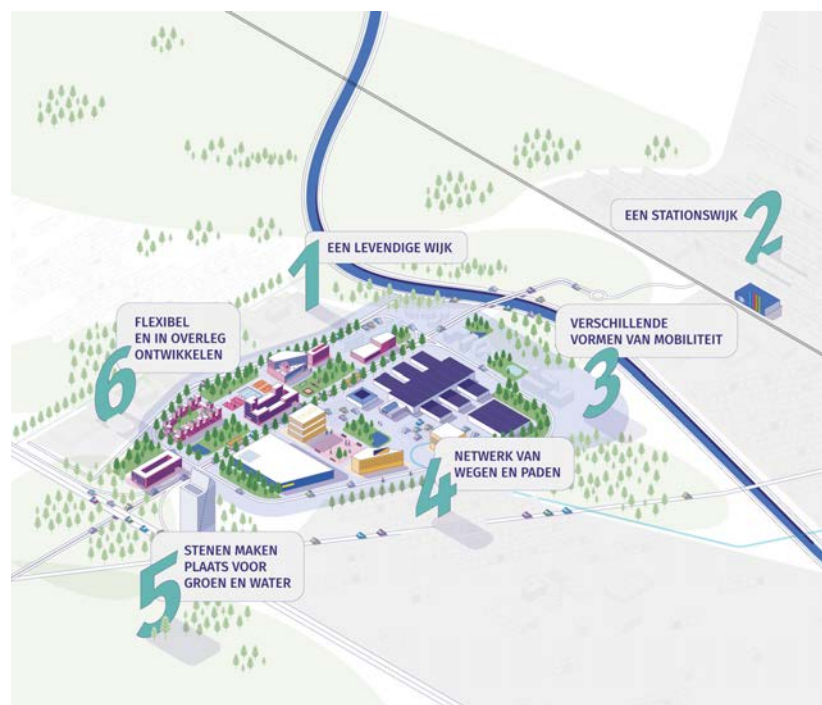 1
EEN LEVENDIGE WIJK
2
EEN STATIONSWIJK
3
VERSCHILLENDE
VORMEN VAN MOBILITEIT
4
NETWERK VAN
WEGEN EN PADEN
5
STENEN MAKEN
PLAATS VOOR
GROEN EN WATER
6
FLEXIBEL
EN IN OVERLEG
ONTWIKKELEN